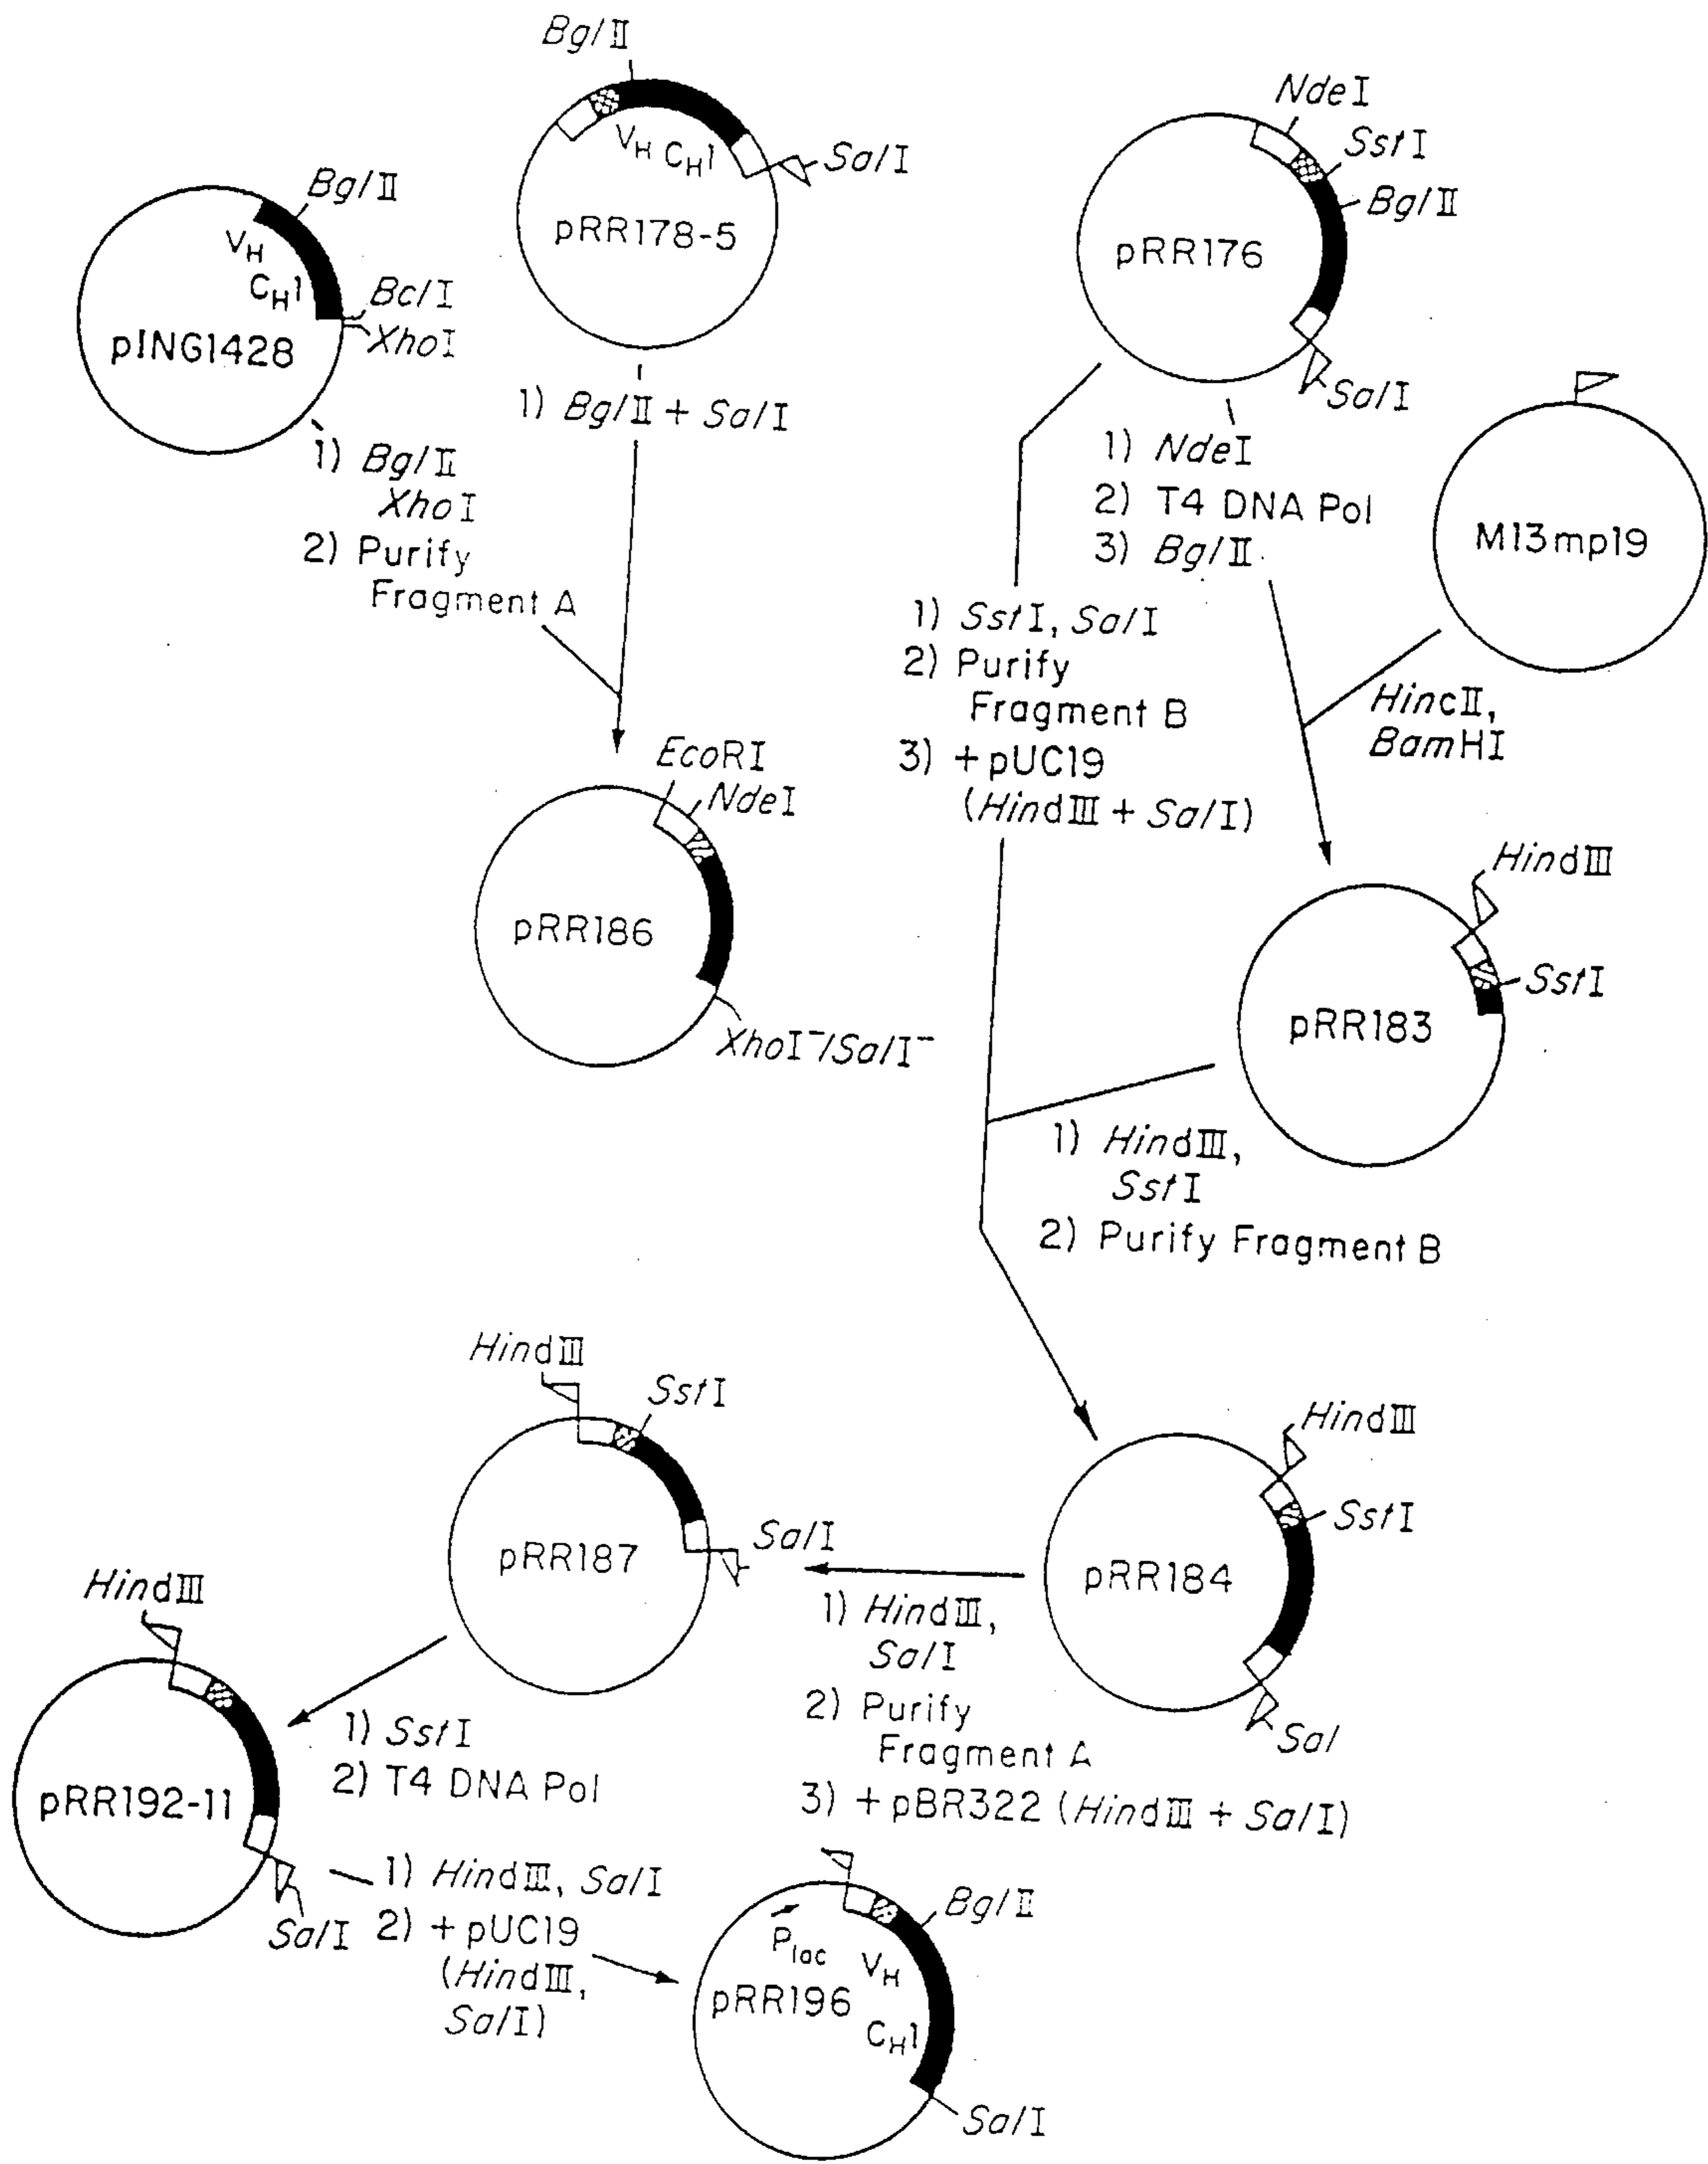 BglII
VH CH1
SalI
pRR178-5
BglII
VH
CH1
BclI
XhoI
pING1428
1) BglII
XhoI
2) Purify
Fragment A
1) BglII + SalI
EcoRI
NdeI
pRR186
XhoI⁻/SalI⁻
NdeI
SstI
BglII
pRR176
SalI
1) NdeI
2) T4 DNA Pol
3) BglII
M13mp19
HincII,
BamHI
1) SstI, SalI
2) Purify
Fragment B
3) +pUC19
(HindIII + SalI)
HindIII
SstI
pRR183
1) HindIII,
SstI
2) Purify Fragment B
HindIII
SstI
pRR184
Sal
1) HindIII,
SalI
2) Purify
Fragment A
3) +pBR322 (HindIII + SalI)
HindIII
SstI
pRR187
SalI
1) SstI
2) T4 DNA Pol
HindIII
pRR192-11
SalI
1) HindIII, SalI
2) +pUC19
(HindIII,
SalI)
BglII
Plac
VH
pRR196
CH1
SalI